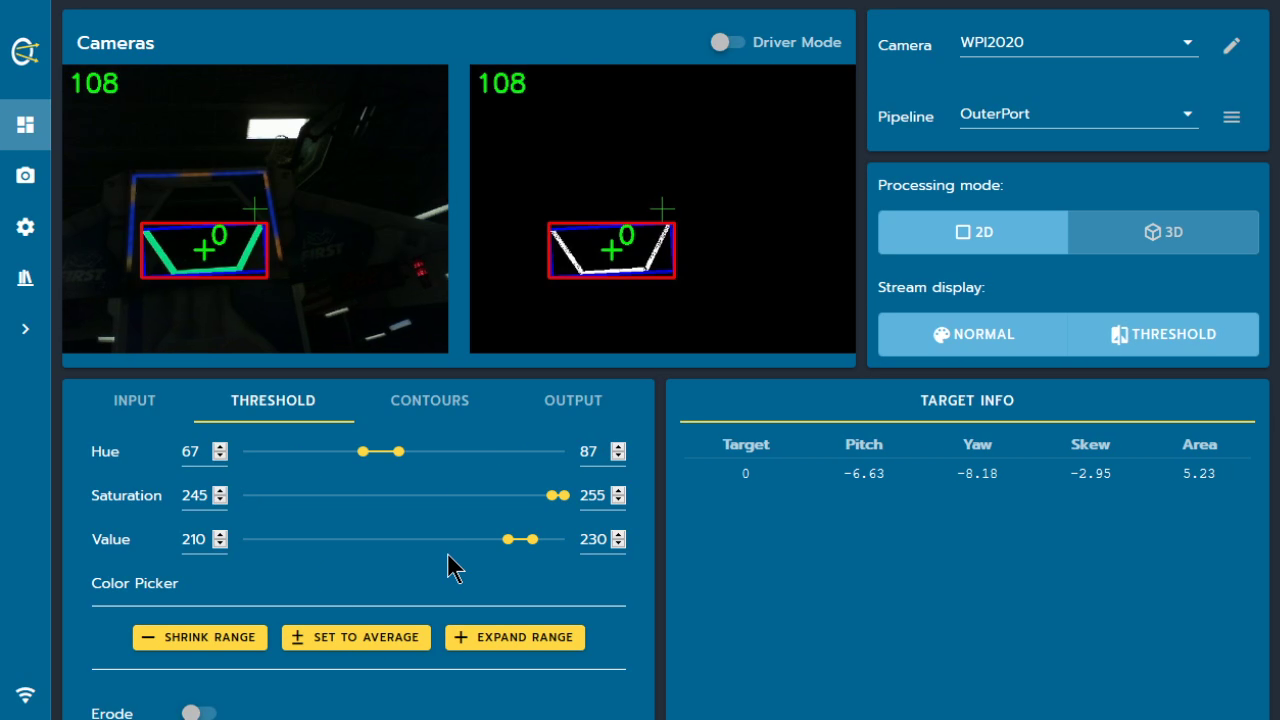 Cameras
Driver Mode
108
0
FIRST
108
0
Camera
WPI2020
Pipeline
OuterPort
Processing mode:
2D
3D
Stream display:
NORMAL
THRESHOLD
INPUT
THRESHOLD
CONTOURS
OUTPUT
Hue 67 87
Saturation 245 255
Value 210 230
Color Picker
SHRINK RANGE
SET TO AVERAGE
EXPAND RANGE
Erode
TARGET INFO
Target Pitch Yaw Skew Area
0 -6.63 -8.18 -2.95 5.23